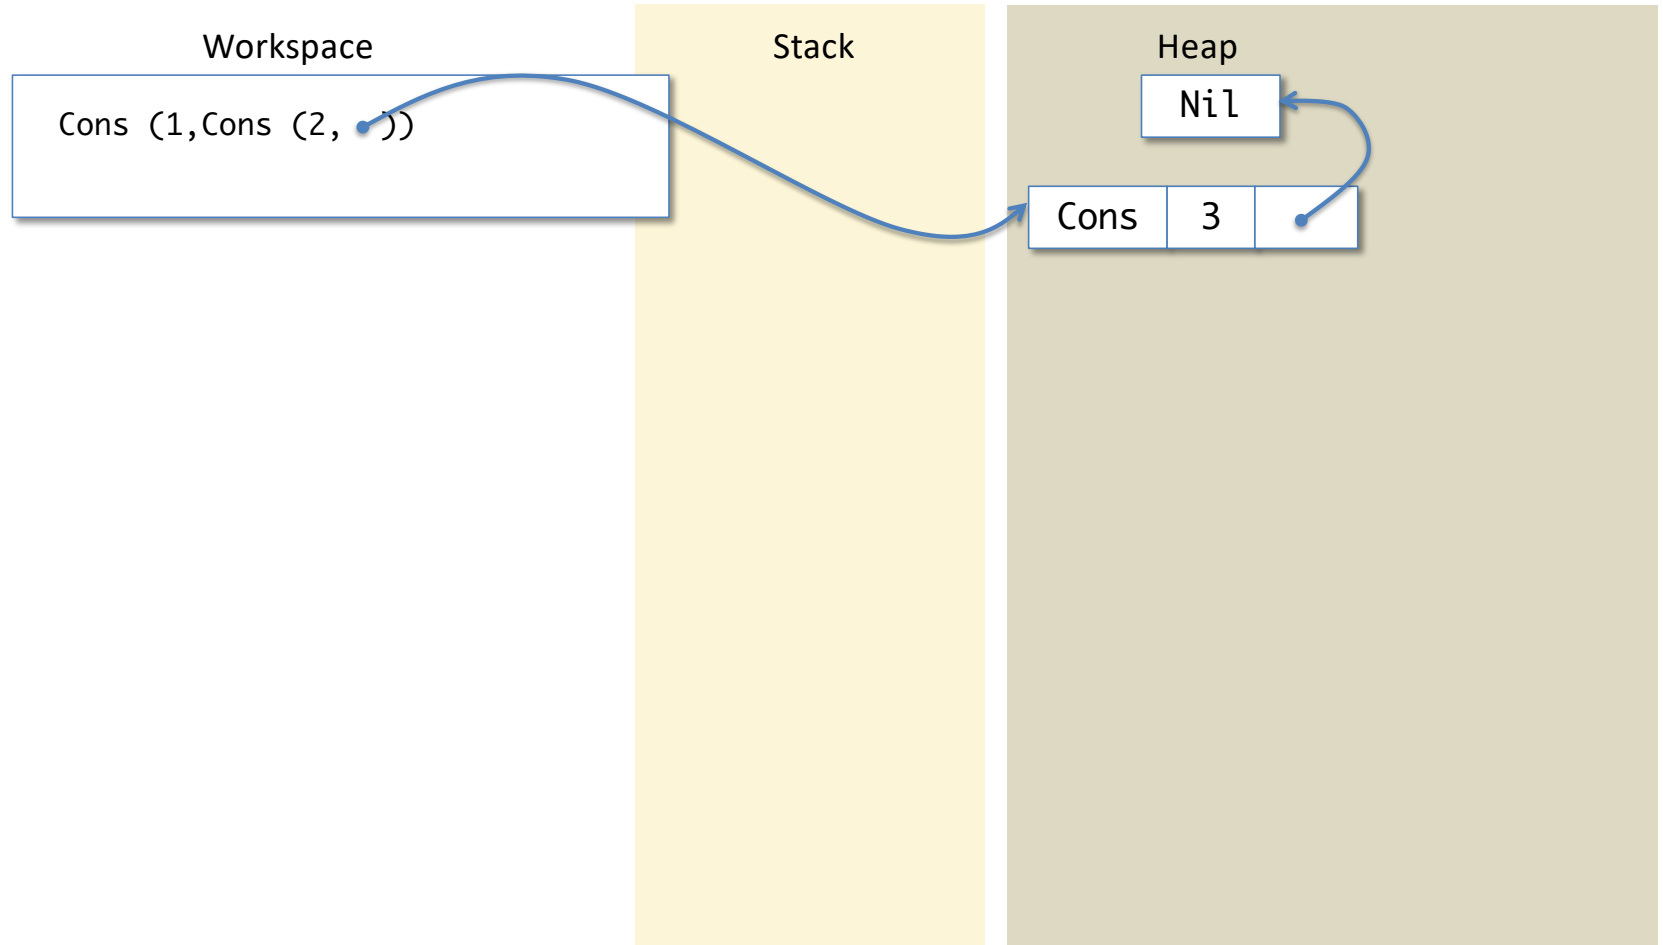 Workspace
Stack
Heap
Cons (1,Cons (2, ))
Nil
Cons 3